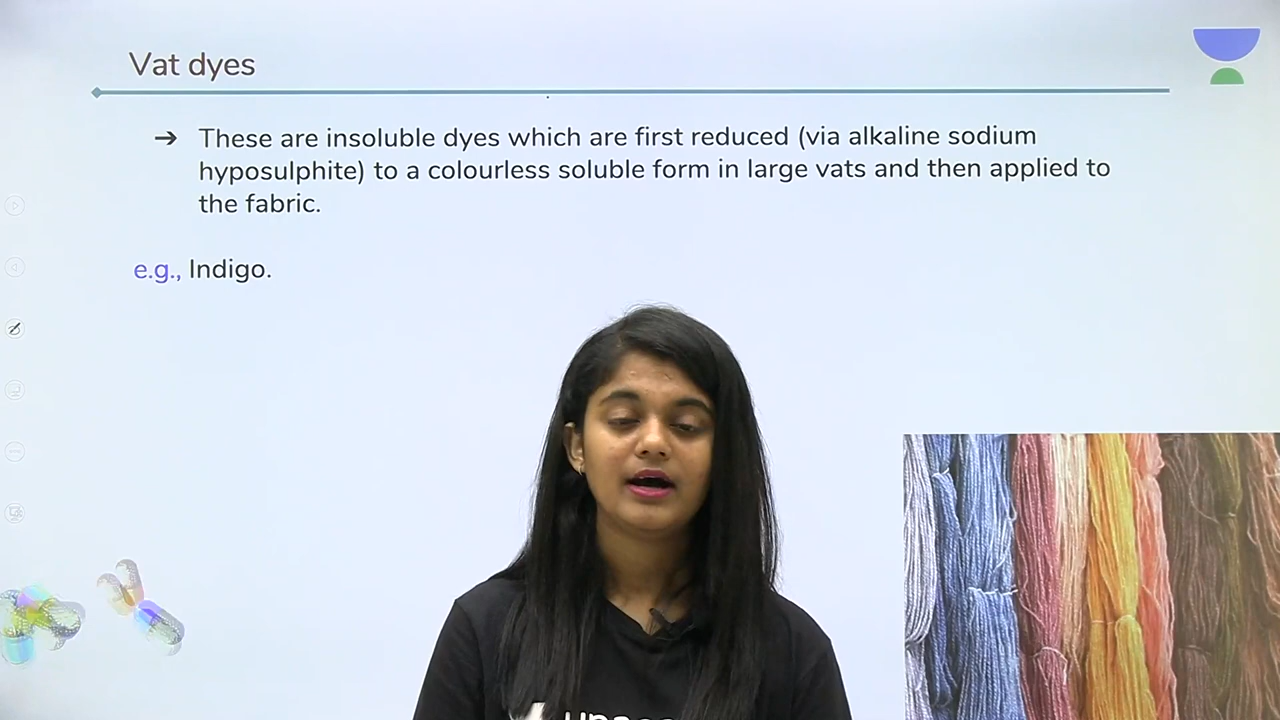 Vat dyes
➔ These are insoluble dyes which are first reduced (via alkaline sodium
hyposulphite) to a colourless soluble form in large vats and then applied to
the fabric.
e.g., Indigo.